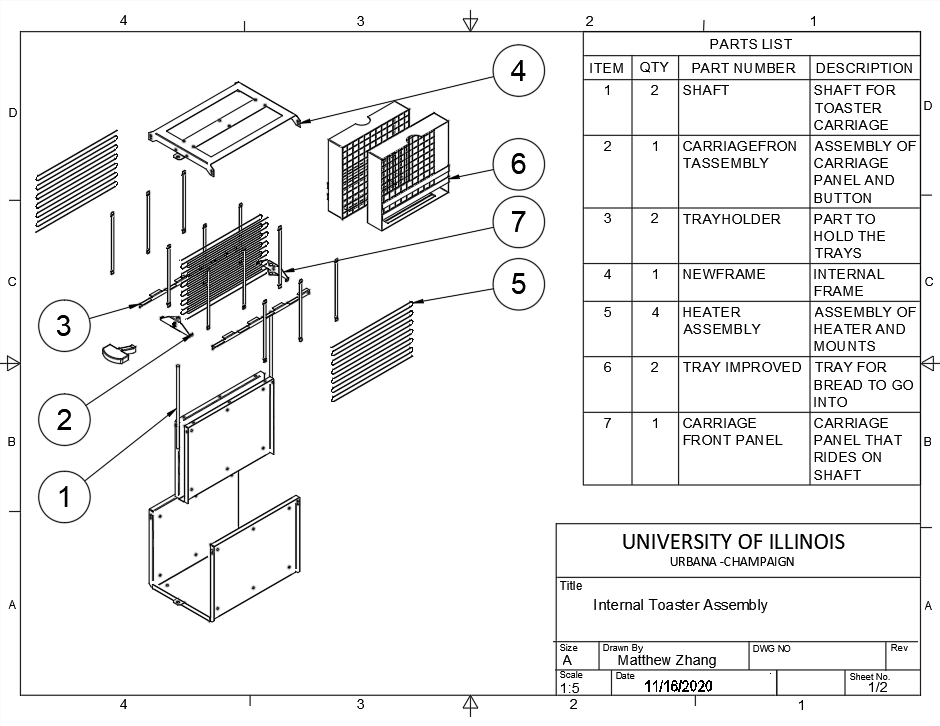 4 3 2 1
PARTS LIST
ITEM QTY PART NUMBER DESCRIPTION
1 2 SHAFT SHAFT FOR
TOASTER
CARRIAGE
2 1 CARRIAGEFRON ASSEMBLY OF
TASSEMBLY CARRIAGE
PANEL AND
BUTTON
3 2 TRAYHOLDER PART TO
HOLD THE
TRAYS
4 1 NEWFRAME INTERNAL
FRAME
5 4 HEATER ASSEMBLY OF
ASSEMBLY HEATER AND
MOUNTS
6 2 TRAY IMPROVED TRAY FOR
BREAD TO GO
INTO
7 1 CARRIAGE CARRIAGE
FRONT PANEL PANEL THAT
RIDES ON
SHAFT
D D
C C
B B
A A
4
6
7
5
3
2
1
UNIVERSITY OF ILLINOIS
URBANA -CHAMPAIGN
Title
Internal Toaster Assembly
Size Drawn By DWG NO Rev
A Matthew Zhang
Scale Date Sheet No.
1:5 11/16/2020 1/2
4 3 2 1